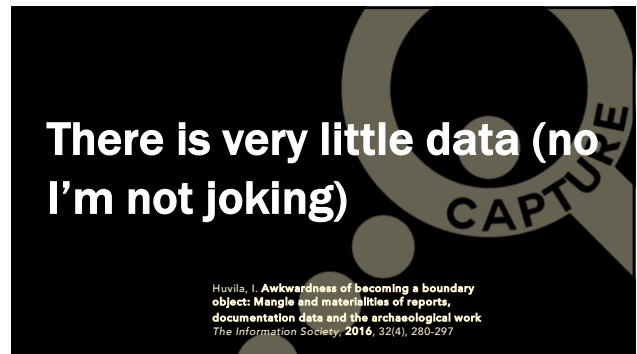 There is very little data (no
I'm not joking)
CAPTURE
Huvila, I. Awkwardness of becoming a boundary
object: Mangle and materialities of reports,
documentation data and the archaeological work
The Information Society, 2016, 32(4), 280-297